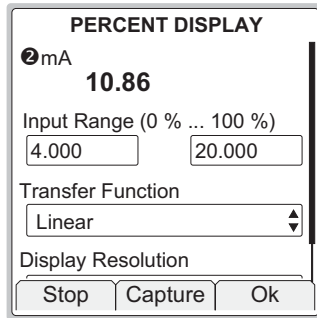 PERCENT DISPLAY
❷mA
10.86
Input Range (0 % ... 100 %)
4.000 20.000
Transfer Function
Linear
Display Resolution
Stop Capture Ok